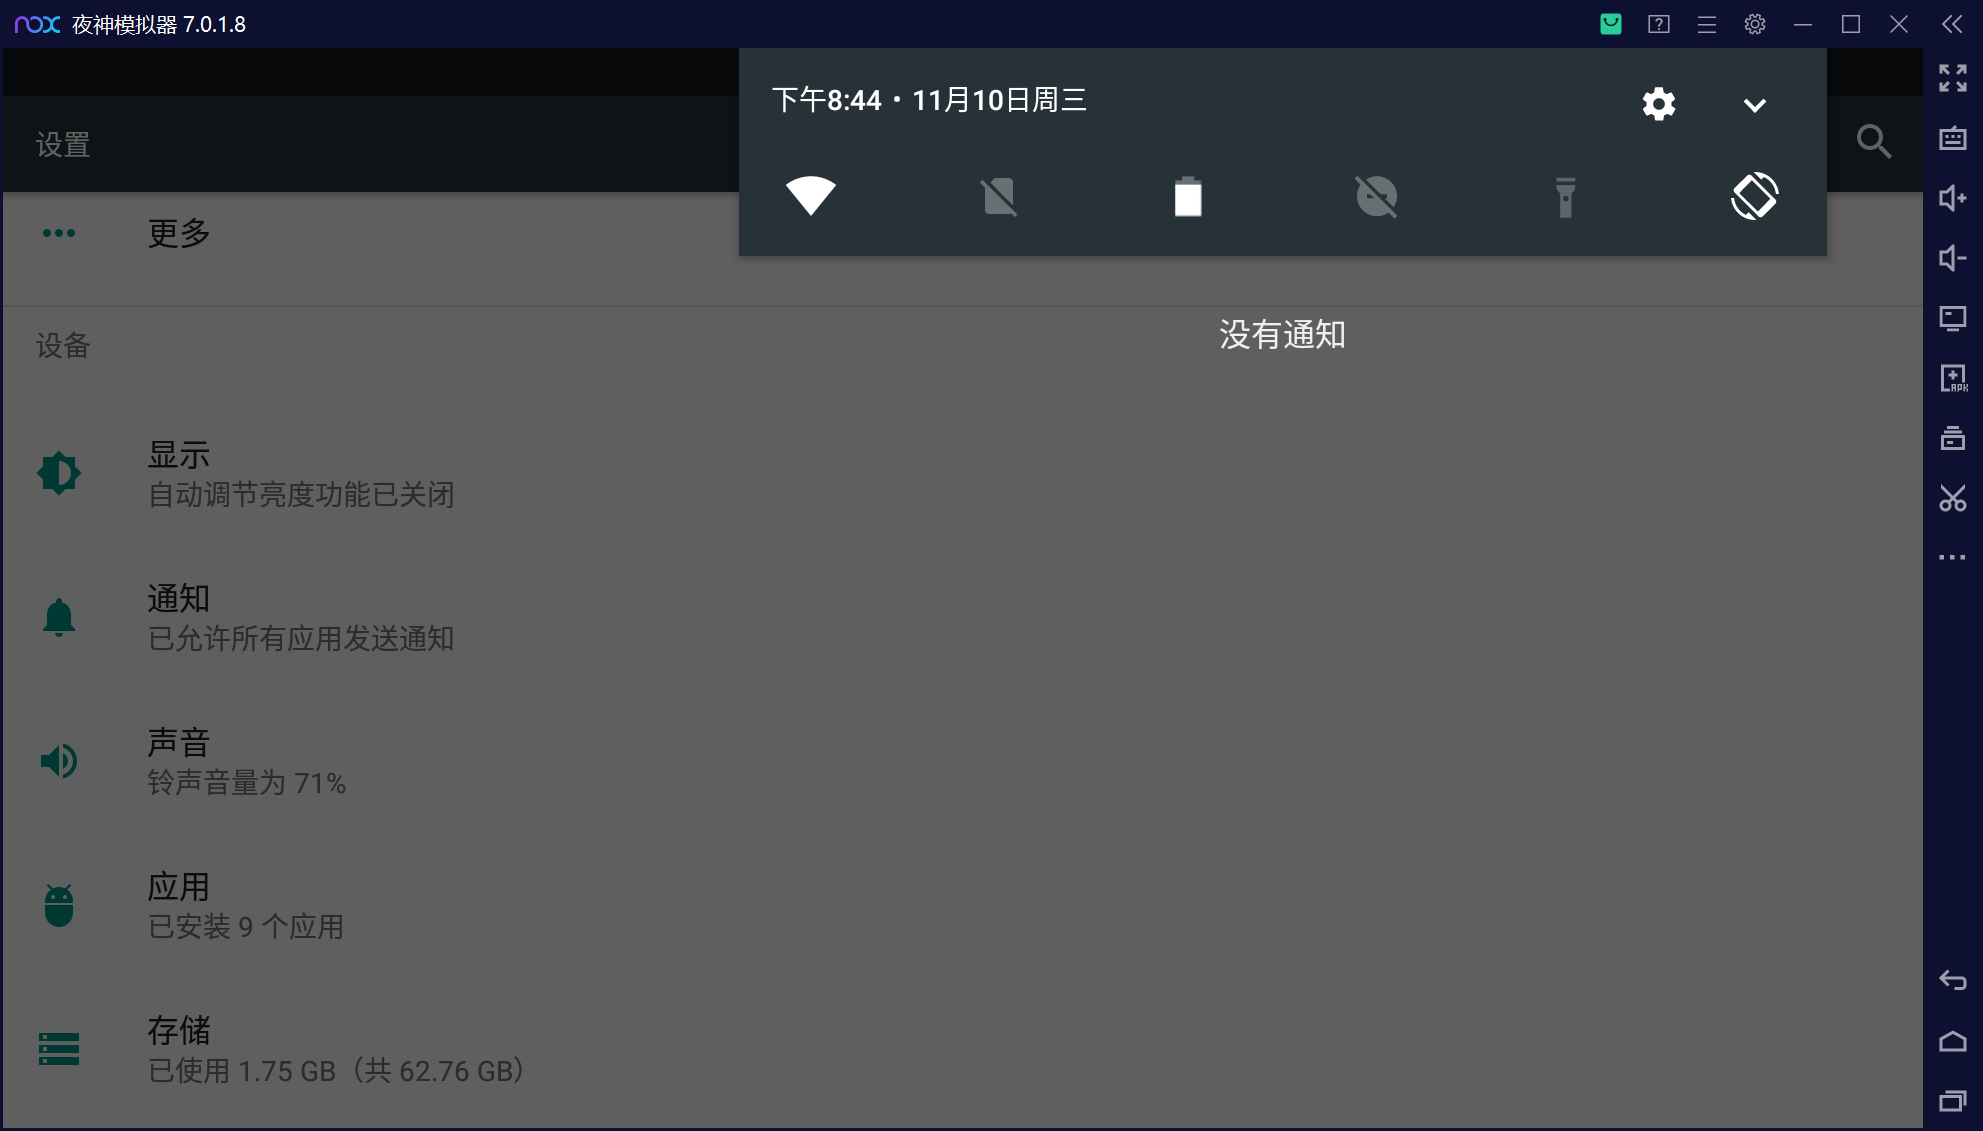 nox 夜神模拟器 7.0.1.8
下午8:44・11月10日周三
设置
更多
没有通知
设备
显示
自动调节亮度功能已关闭
通知
已允许所有应用发送通知
声音
铃声音量为 71%
应用
已安装 9 个应用
存储
已使用 1.75 GB（共 62.76 GB）
APK